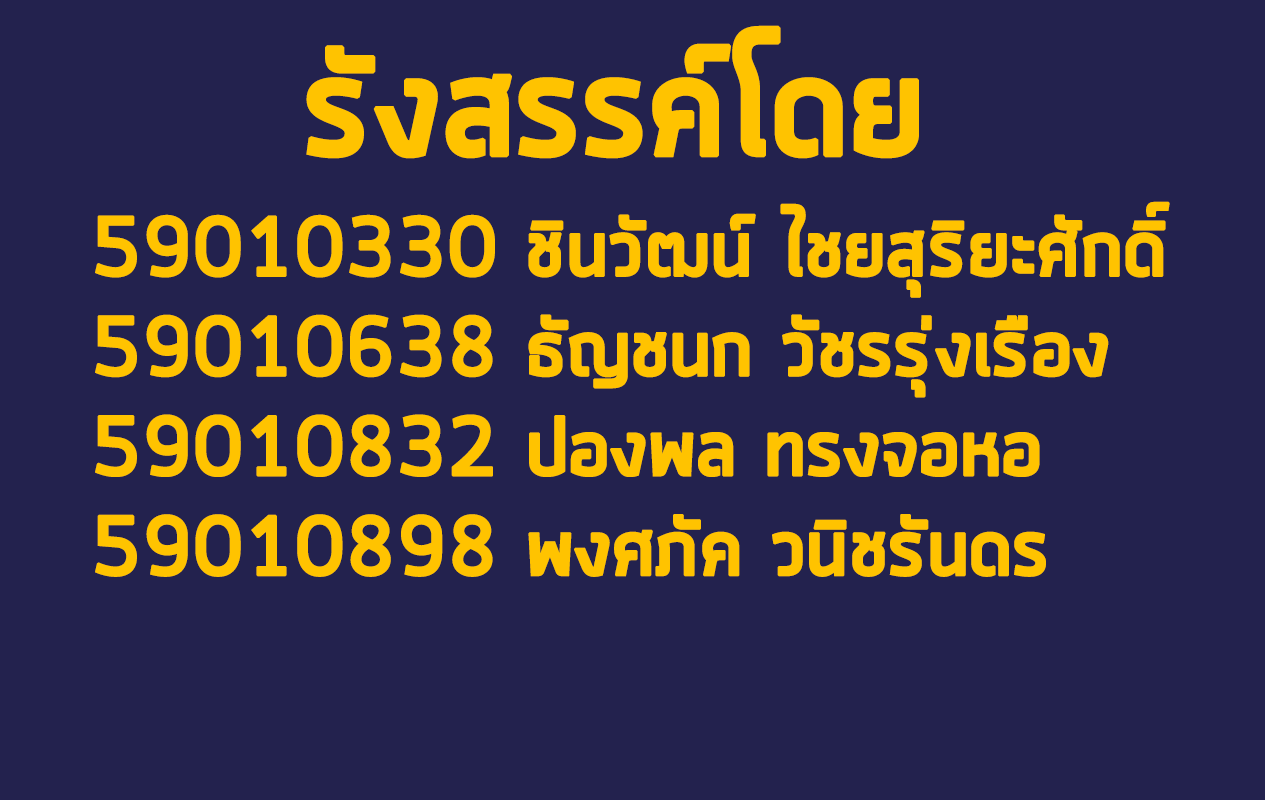 รังสรรค์โดย
59010330 ชินวัฒน์ ไชยสุริยะศักดิ์
59010638 ธัญชนก วัชรรุ่งเรือง
59010832 ปองพล ทรงจอหอ
59010898 พงศภัค วนิชรันดร